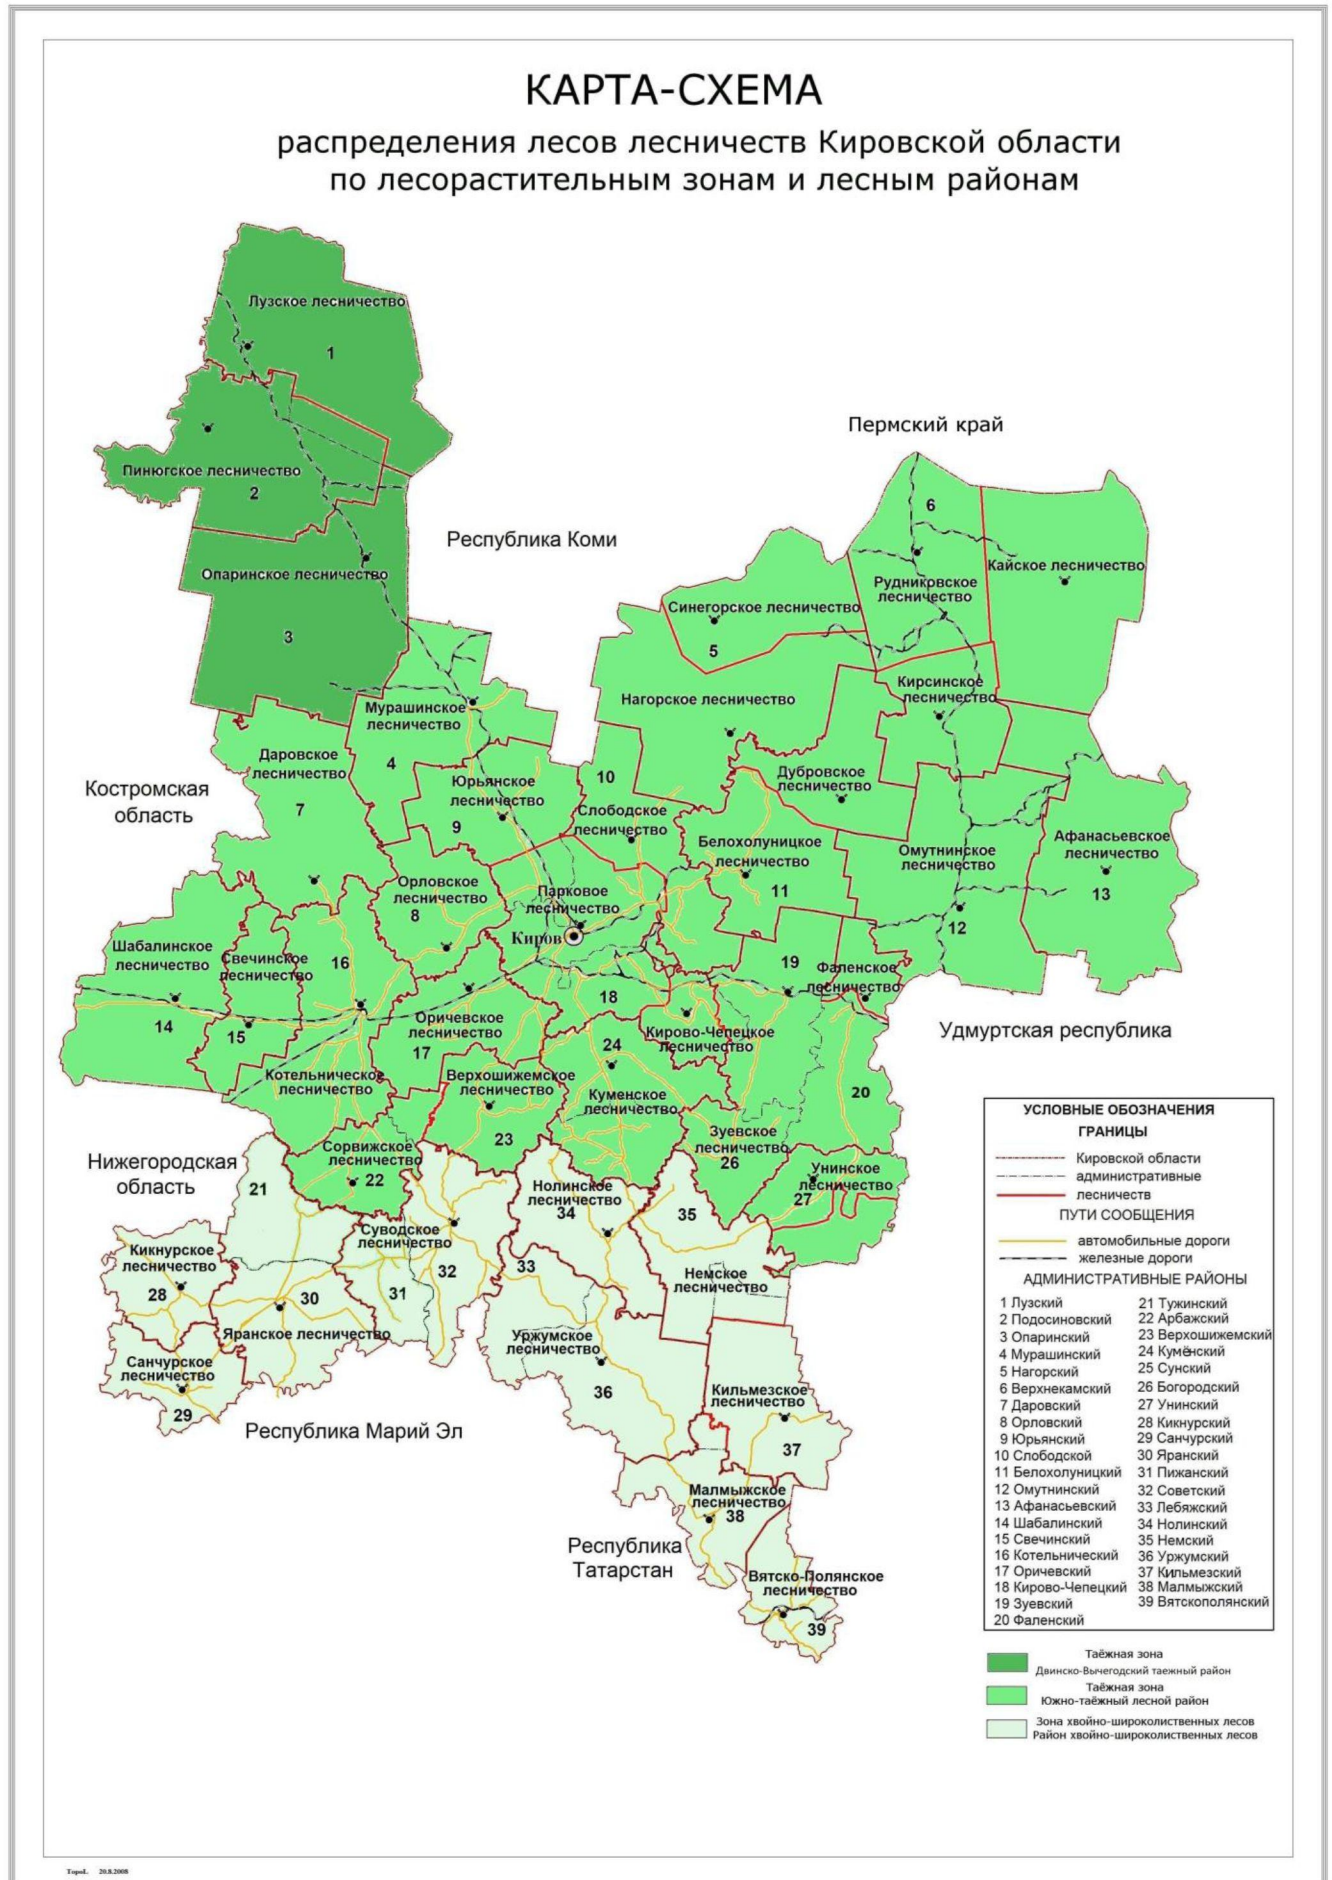 КАРТА-СХЕМА
распределения лесов лесничеств Кировской области
по лесорастительным зонам и лесным районам
Лузское лесничество
1
Пермский край
Пинюгское лесничество
2
6
Республика Коми
Опаринское лесничество
Кайское лесничество
Рудниковское
лесничество
Синегорское лесничество
3
5
Кирсинское
лесничество
Нагорское лесничество
Мурашинское
лесничество
4
Даровское
лесничество
7
Костромская
область
Юрьянское
лесничество
9
10
Слободское
лесничество
Дубровское
лесничество
Белохолуницкое
лесничество
11
Омутнинское
лесничество
12
Афанасьевское
лесничество
13
Орловское
лесничество
8
Парковое
лесничество
Киров
Шабалинское
лесничество
14
Свечинское
лесничество
15
16
19
Фаленское
лесничество
18
Оричевское
лесничество
17
Кирово-Чепецкое
лесничество
24
Удмуртская республика
Котельническое
лесничество
Верхошижемское
лесничество
23
Куменское
лесничество
20
Зуевское
лесничество
26
Нижегородская
область
Сорвижское
лесничество
22
21
Унинское
лесничество
27
Нолинское
лесничество
34
35
Суводское
лесничество
32
31
Кикнурское
лесничество
28
33
Немское
лесничество
30
Яранское лесничество
Уржумское
лесничество
36
Санчурское
лесничество
29
Республика Марий Эл
Кильмезское
лесничество
37
Малмыжское
лесничество
38
Республика
Татарстан
Вятско-Полянское
лесничество
39
УСЛОВНЫЕ ОБОЗНАЧЕНИЯ
ГРАНИЦЫ
Кировской области
административные
лесничеств
ПУТИ СООБЩЕНИЯ
автомобильные дороги
железные дороги
АДМИНИСТРАТИВНЫЕ РАЙОНЫ
1 Лузский
2 Подосиновский
3 Опаринский
4 Мурашинский
5 Нагорский
6 Верхнекамский
7 Даровский
8 Орловский
9 Юрьянский
10 Слободской
11 Белохолуницкий
12 Омутнинский
13 Афанасьевский
14 Шабалинский
15 Свечинский
16 Котельнический
17 Оричевский
18 Кирово-Чепецкий
19 Зуевский
20 Фаленский
21 Тужинский
22 Арбажский
23 Верхошижемский
24 Кумёнский
25 Сунский
26 Богородский
27 Унинский
28 Кикнурский
29 Санчурский
30 Яранский
31 Пижанский
32 Советский
33 Лебяжский
34 Нолинский
35 Немский
36 Уржумский
37 Кильмезский
38 Малмыжский
39 Вятскополянский
Таёжная зона
Двинско-Вычегодский таежный район
Таёжная зона
Южно-таёжный лесной район
Зона хвойно-широколиственных лесов
Район хвойно-широколиственных лесов
TopoL 20.8.2008